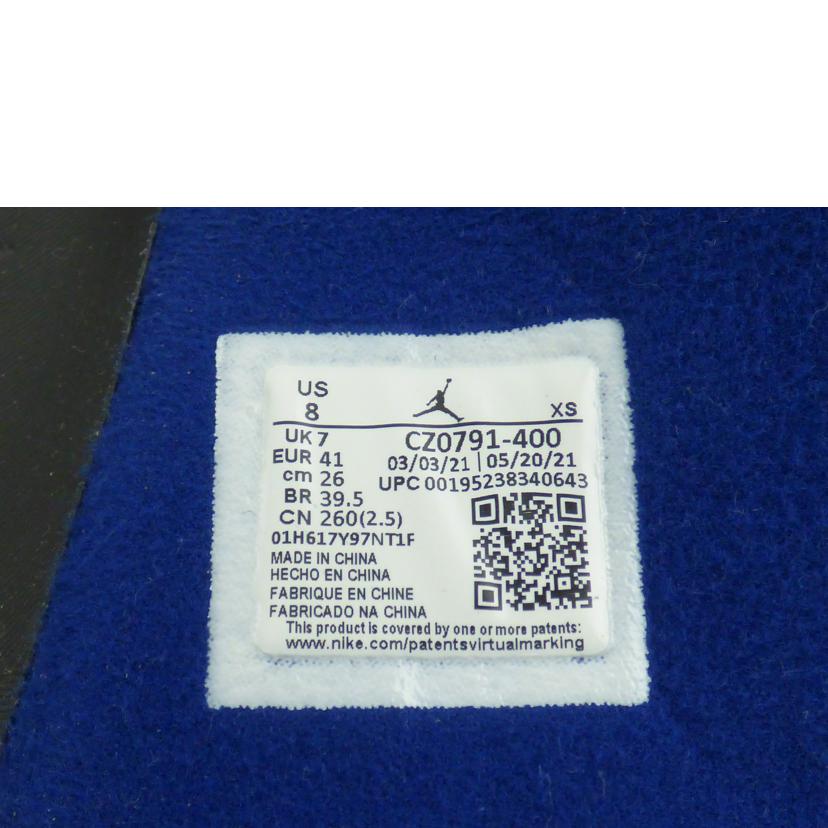 US
8
XS
UK 7
EUR 41
cm 26
BR 39.5
CN 260(2.5)
CZ0791-400
03/03/21 | 05/20/21
UPC 00195238340643
01H617Y97NT1F
MADE IN CHINA
HECHO EN CHINA
FABRIQUE EN CHINE
FABRICADO NA CHINA
This product is covered by one or more patents:
www.nike.com/patentsvirtualmarking